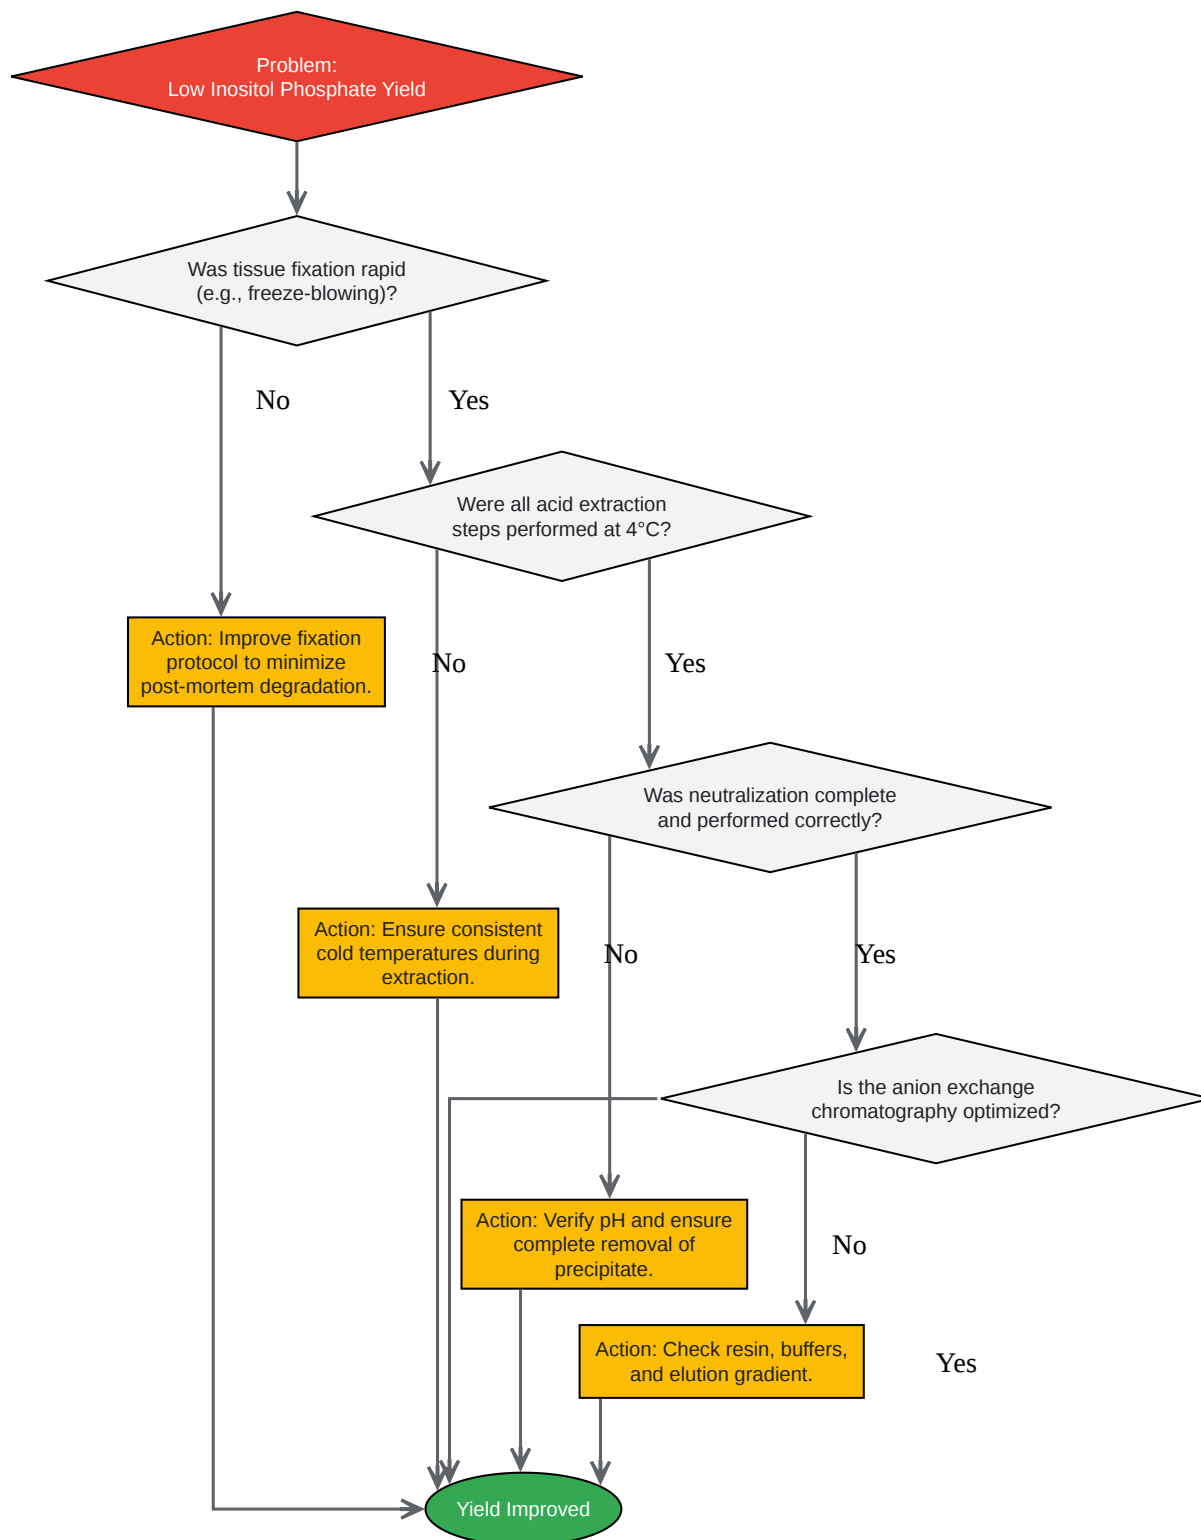 Problem:
Low Inositol Phosphate Yield
Was tissue fixation rapid
(e.g., freeze-blowing)?
No
Yes
Were all acid extraction
steps performed at 4°C?
Action: Improve fixation
protocol to minimize
post-mortem degradation.
No
Yes
Was neutralization complete
and performed correctly?
Action: Ensure consistent
cold temperatures during
extraction.
No
Yes
Is the anion exchange
chromatography optimized?
Action: Verify pH and ensure
complete removal of
precipitate.
No
Action: Check resin, buffers,
and elution gradient.
Yes
Yield Improved